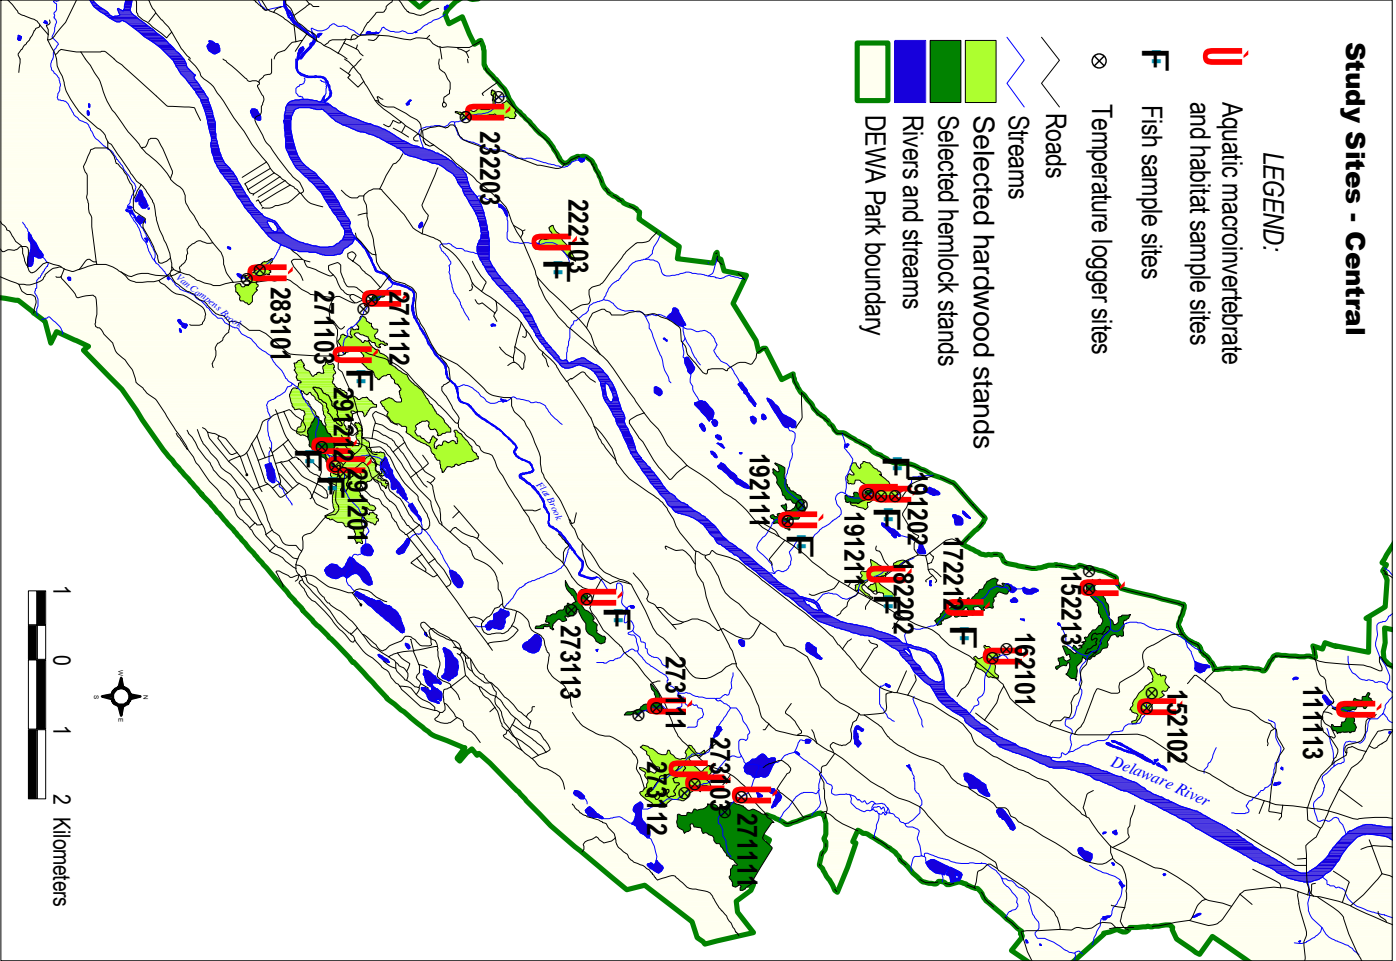 Study Sites - Central
LEGEND:
Aquatic macroinvertebrate
and habitat sample sites
F Fish sample sites
Temperature logger sites
Roads
Streams
Selected hardwood stands
Selected hemlock stands
Rivers and streams
DEWA Park boundary
111113
152102
152213
162101
172212
182202
191202
191211
192111
222103
232203
271111
273103
273112
273111
273113
271112
271103
283101
291212
291201
F
F
F
F
F
F
F
F
F
F
Delaware River
Flat Brook
Van Campens Brook
N
E
S
W
1 0 1 2 Kilometers